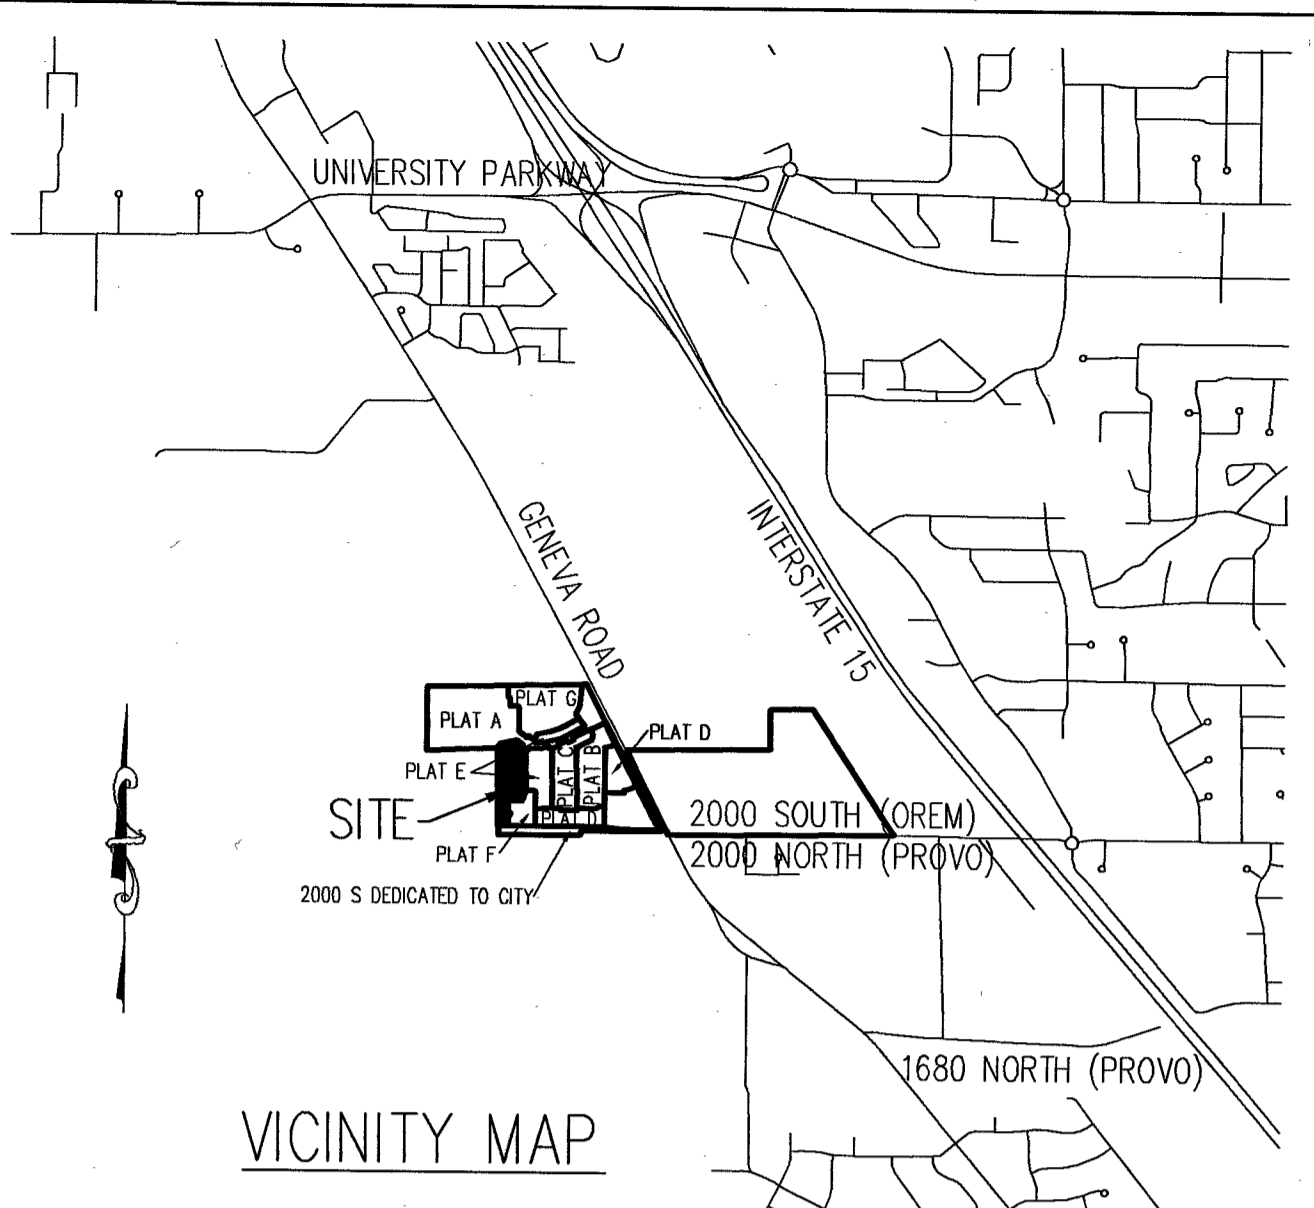 UNIVERSITY PARKWAY
GENEVA ROAD
INTERSTATE 15
PLAT G
PLAT A
PLAT D
PLAT E
PLAT C
PLAT B
SITE
PLAT D
2000 SOUTH (OREM)
PLAT F
2000 NORTH (PROVO)
2000 S DEDICATED TO CITY
1680 NORTH (PROVO)
VICINITY MAP